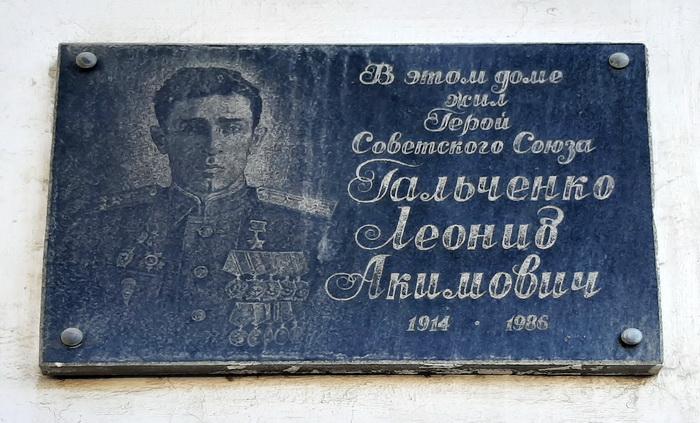 В этом доме
жил
Герой
Советского Союза
Гальченко
Леонид
Акимович
1914 · 1986